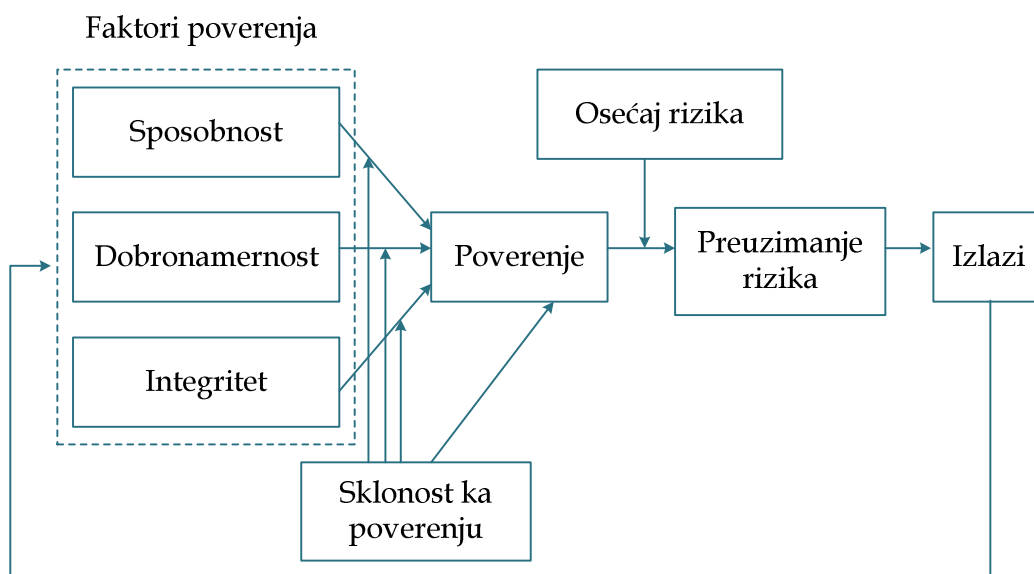 Faktori poverenja
Sposobnost
Osećaj rizika
Dobronamernost
Poverenje
Preuzimanje
rizika
Izlazi
Integritet
Sklonost ka
poverenju